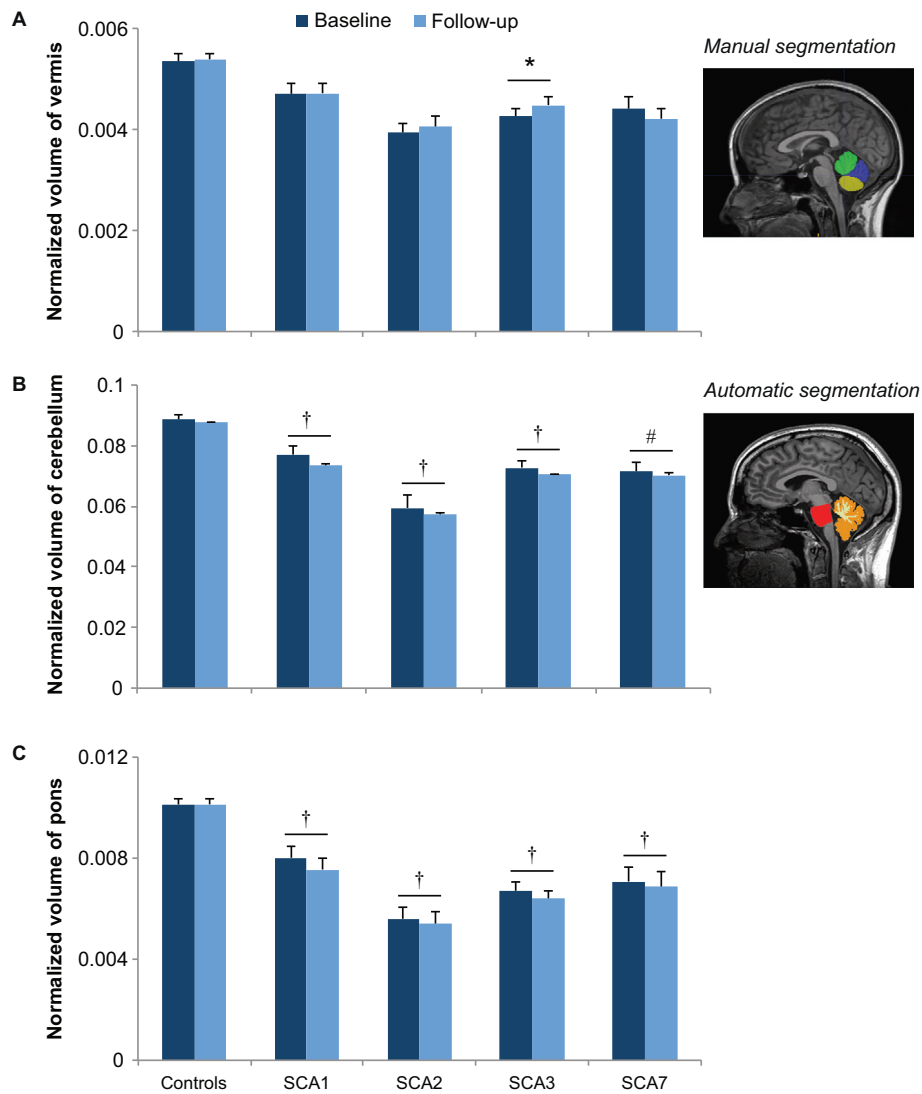 A
Baseline
Follow-up
Normalized volume of vermis
0.006
0.004
0.002
0
*
Manual segmentation
B
Normalized volume of cerebellum
0.1
0.08
0.06
0.04
0.02
0
†
†
†
#
Automatic segmentation
C
Normalized volume of pons
0.012
0.008
0.004
0
†
†
†
†
Controls
SCA1
SCA2
SCA3
SCA7